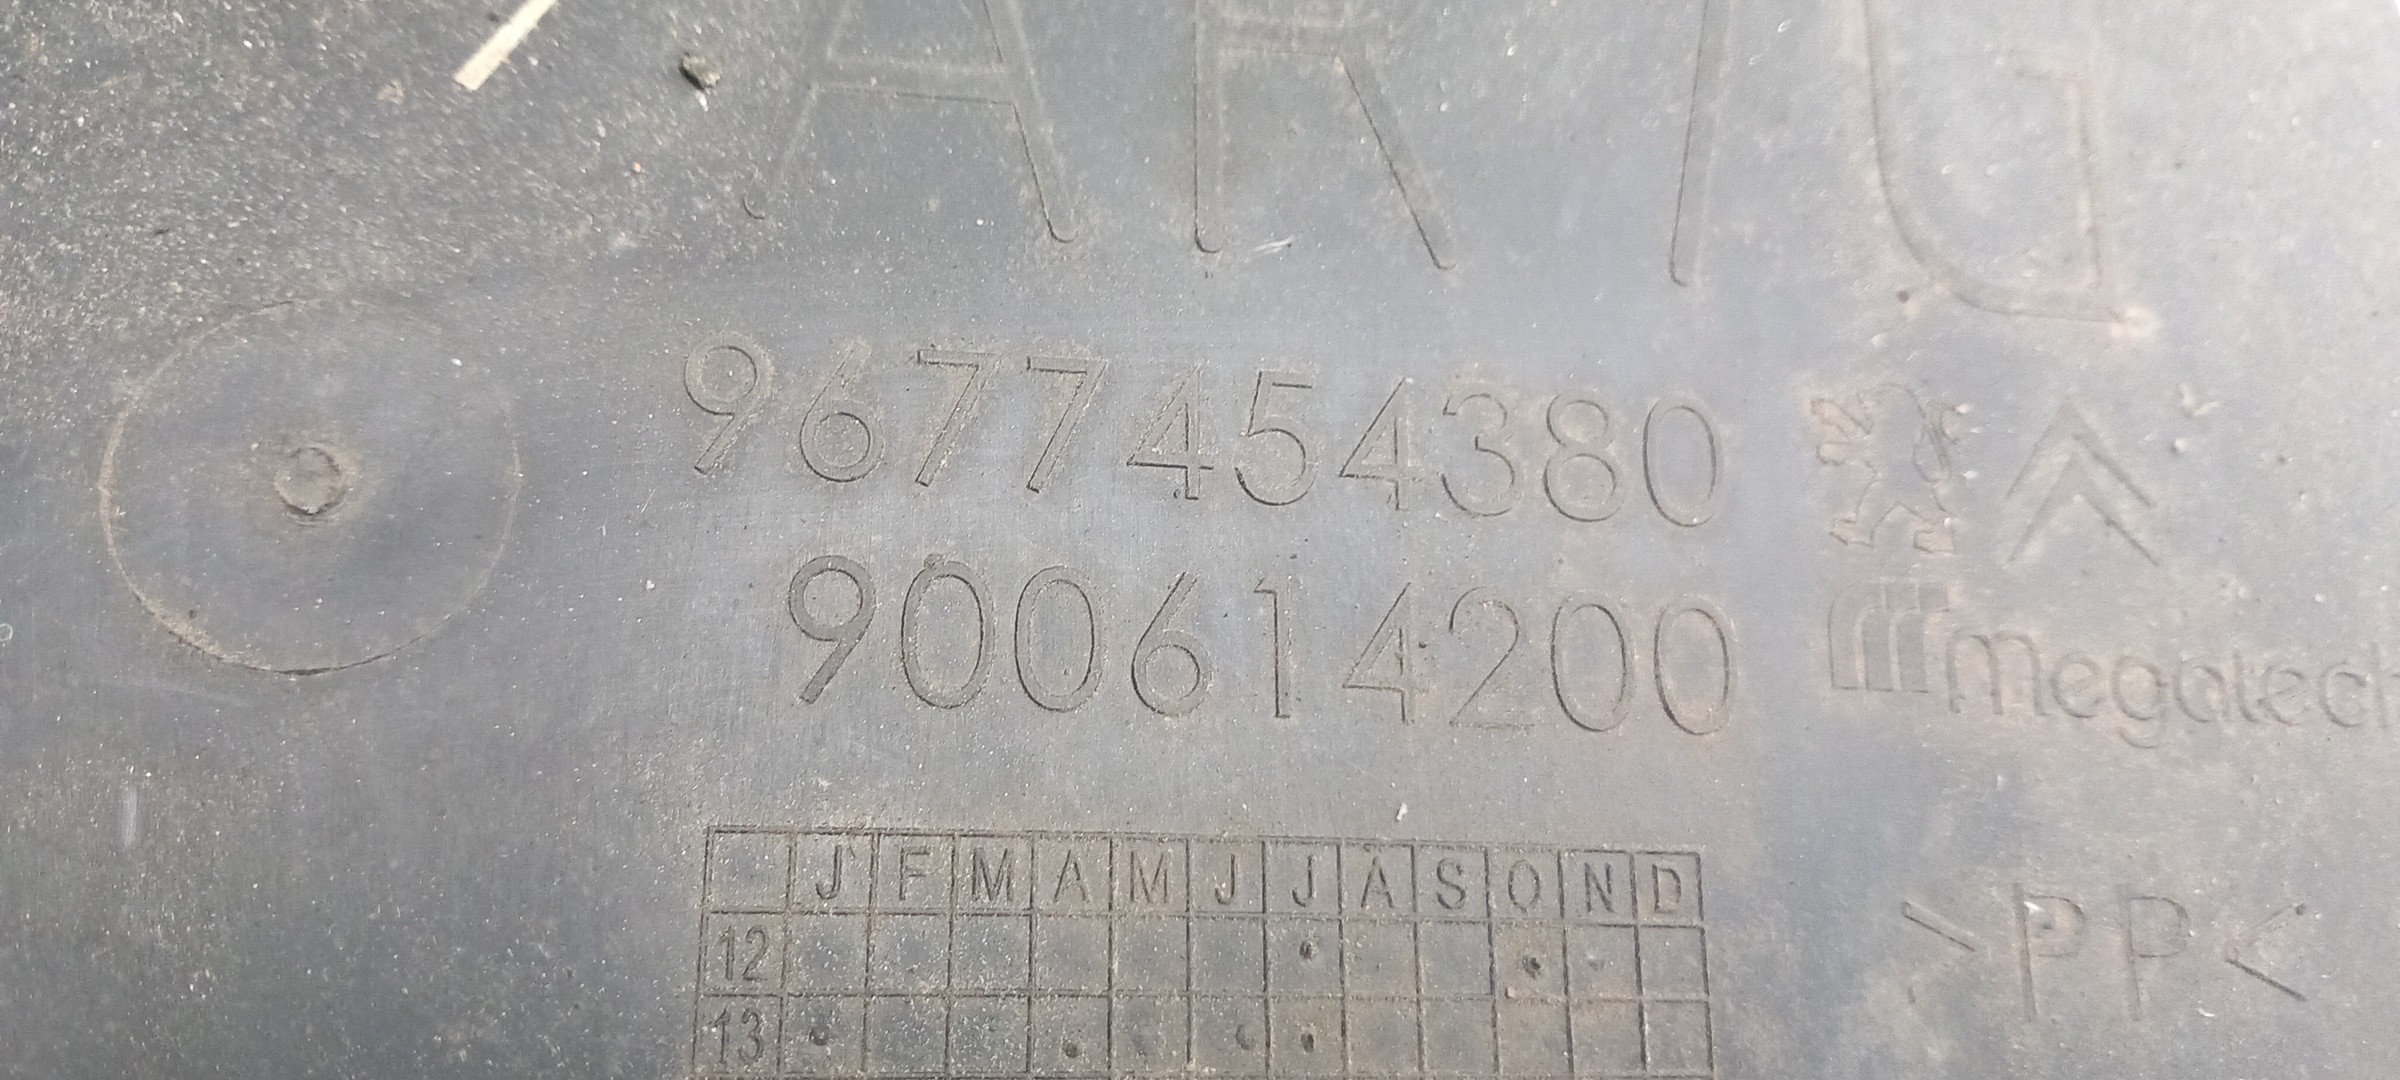 9677454380
900614200
megatech
J F M A M J J A S O N D
12
13
>PP<